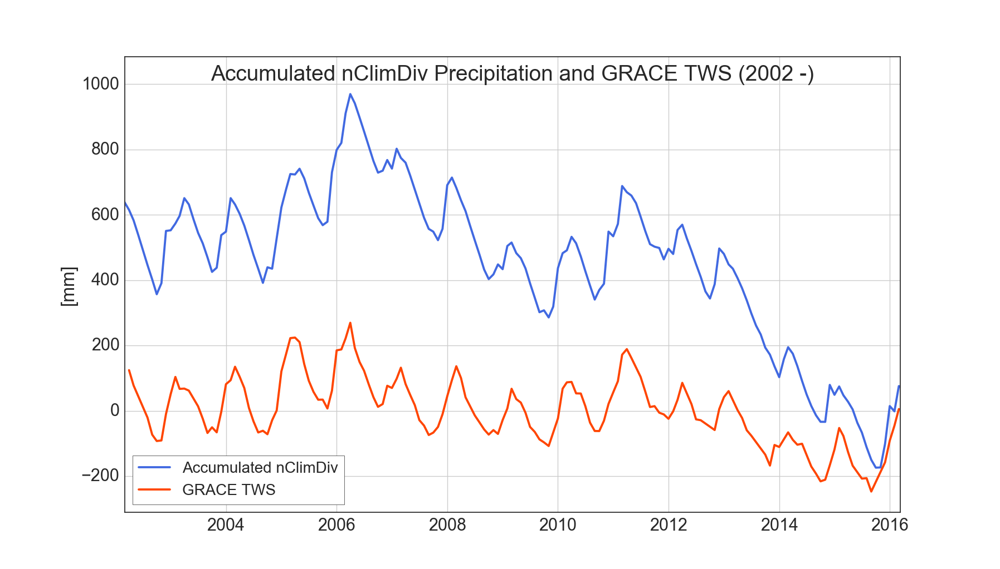 Accumulated nClimDiv Precipitation and GRACE TWS (2002 -)
1000
800
600
400
200
0
−200
[mm]
Accumulated nClimDiv
GRACE TWS
2004 2006 2008 2010 2012 2014 2016